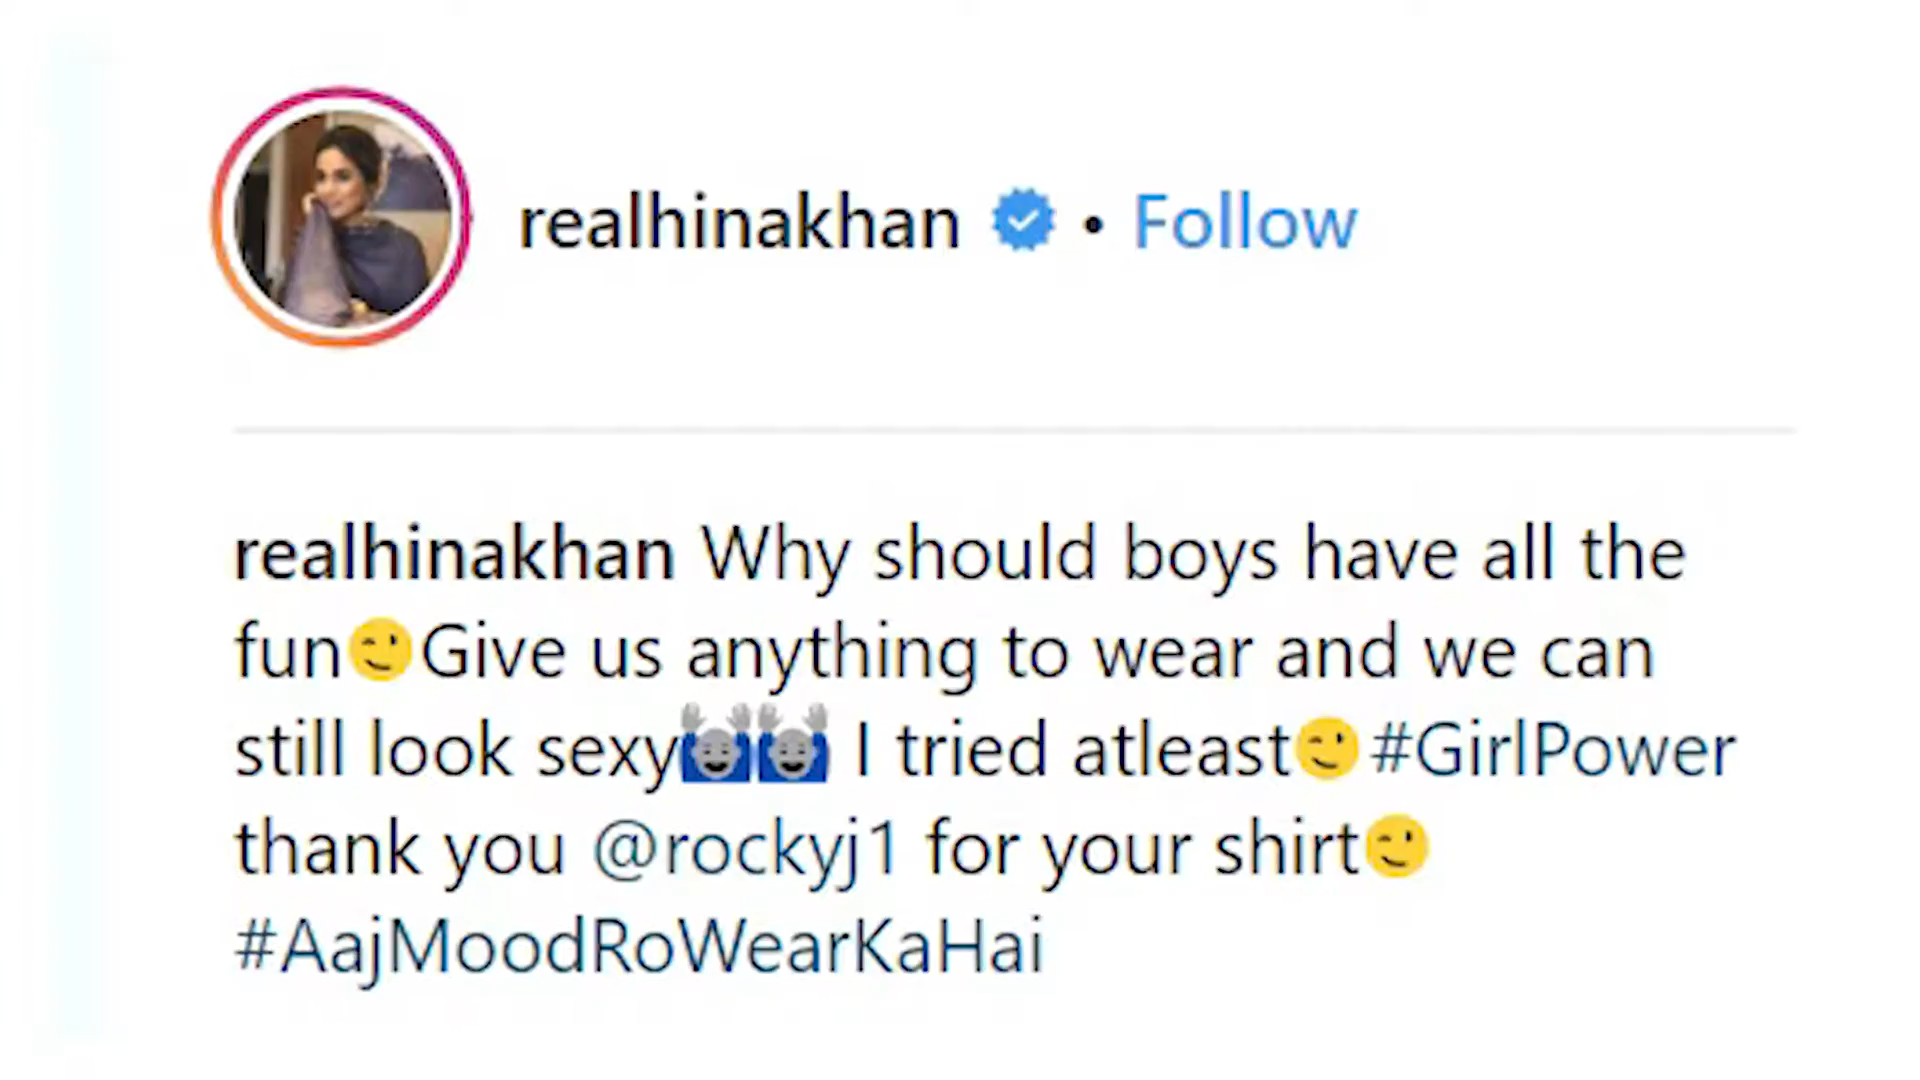 realhinakhan • Follow
realhinakhan Why should boys have all the
fun😉Give us anything to wear and we can
still look sexy🙌🙌 I tried atleast😉#GirlPower
thank you @rockyj1 for your shirt😉
#AajMoodRoWearKaHai